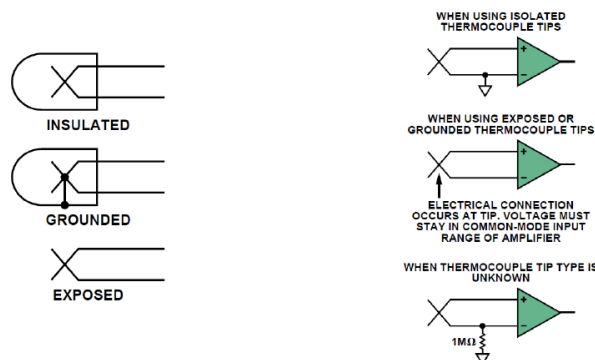 INSULATED
GROUNDED
EXPOSED
WHEN USING ISOLATED
THERMOCOUPLE TIPS
+
−
WHEN USING EXPOSED OR
GROUNDED THERMOCOUPLE TIPS
+
−
ELECTRICAL CONNECTION
OCCURS AT TIP. VOLTAGE MUST
STAY IN COMMON-MODE INPUT
RANGE OF AMPLIFIER
WHEN THERMOCOUPLE TIP TYPE IS
UNKNOWN
+
−
1MΩ